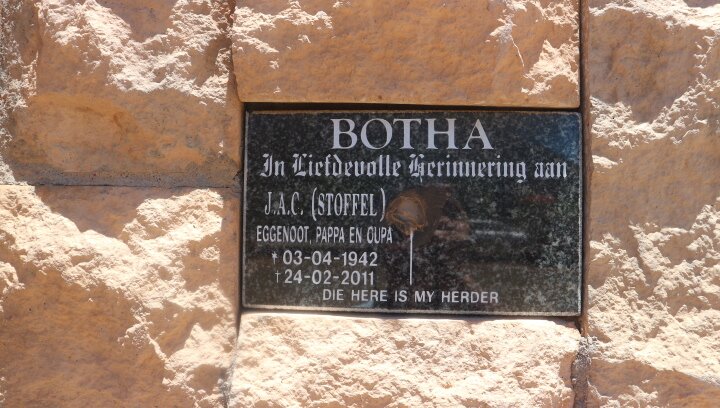 BOTHA
In Liefdevolle Herinnering aan
J.A.C. (STOFFEL)
EGGENOOT, PAPPA EN OUPA
* 03-04-1942
† 24-02-2011
DIE HERE IS MY HERDER